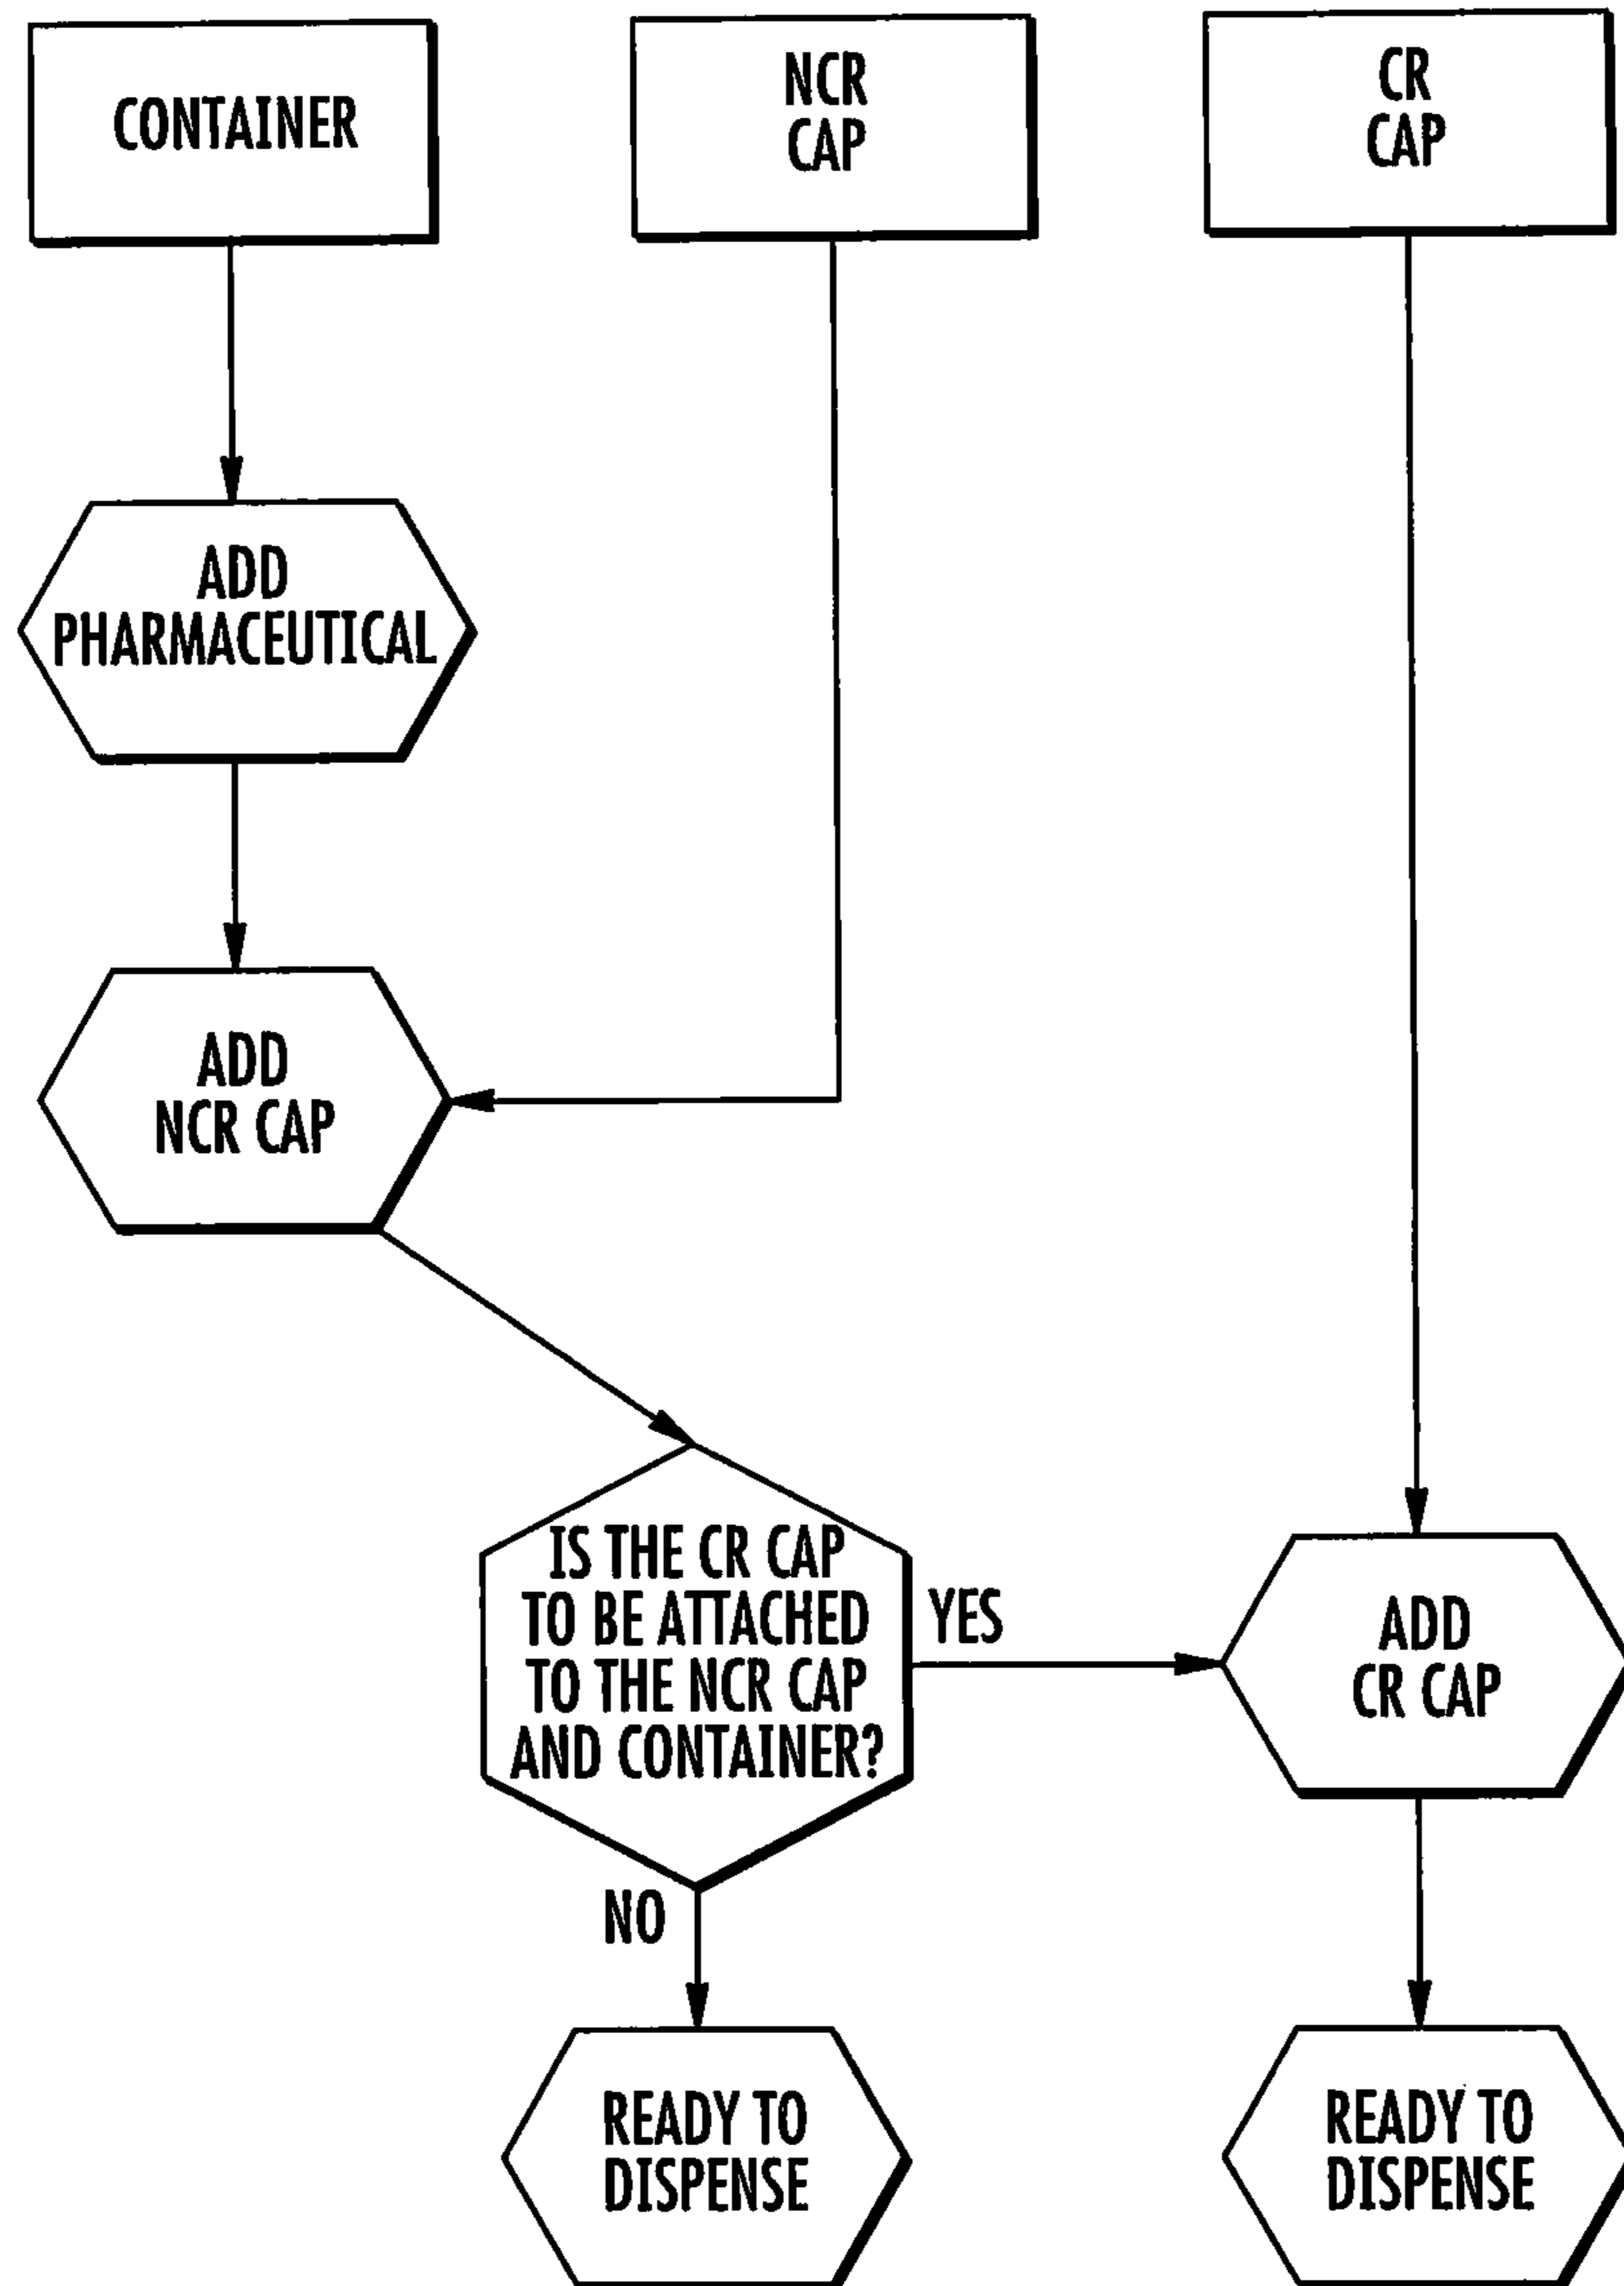 CONTAINER
NCR
CAP
CR
CAP
ADD
PHARMACEUTICAL
ADD
NCR CAP
IS THE CR CAP
TO BE ATTACHED
TO THE NCR CAP
AND CONTAINER?
YES
ADD
CR CAP
NO
READY TO
DISPENSE
READY TO
DISPENSE